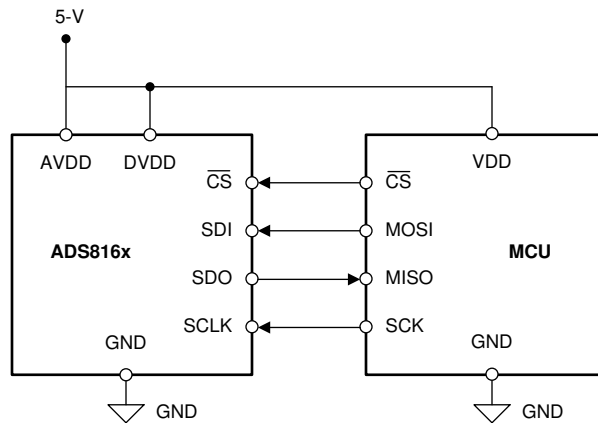 5-V
AVDD DVDD
VDD
CS CS
SDI MOSI
ADS816x MCU
SDO MISO
SCLK SCK
GND GND
GND GND